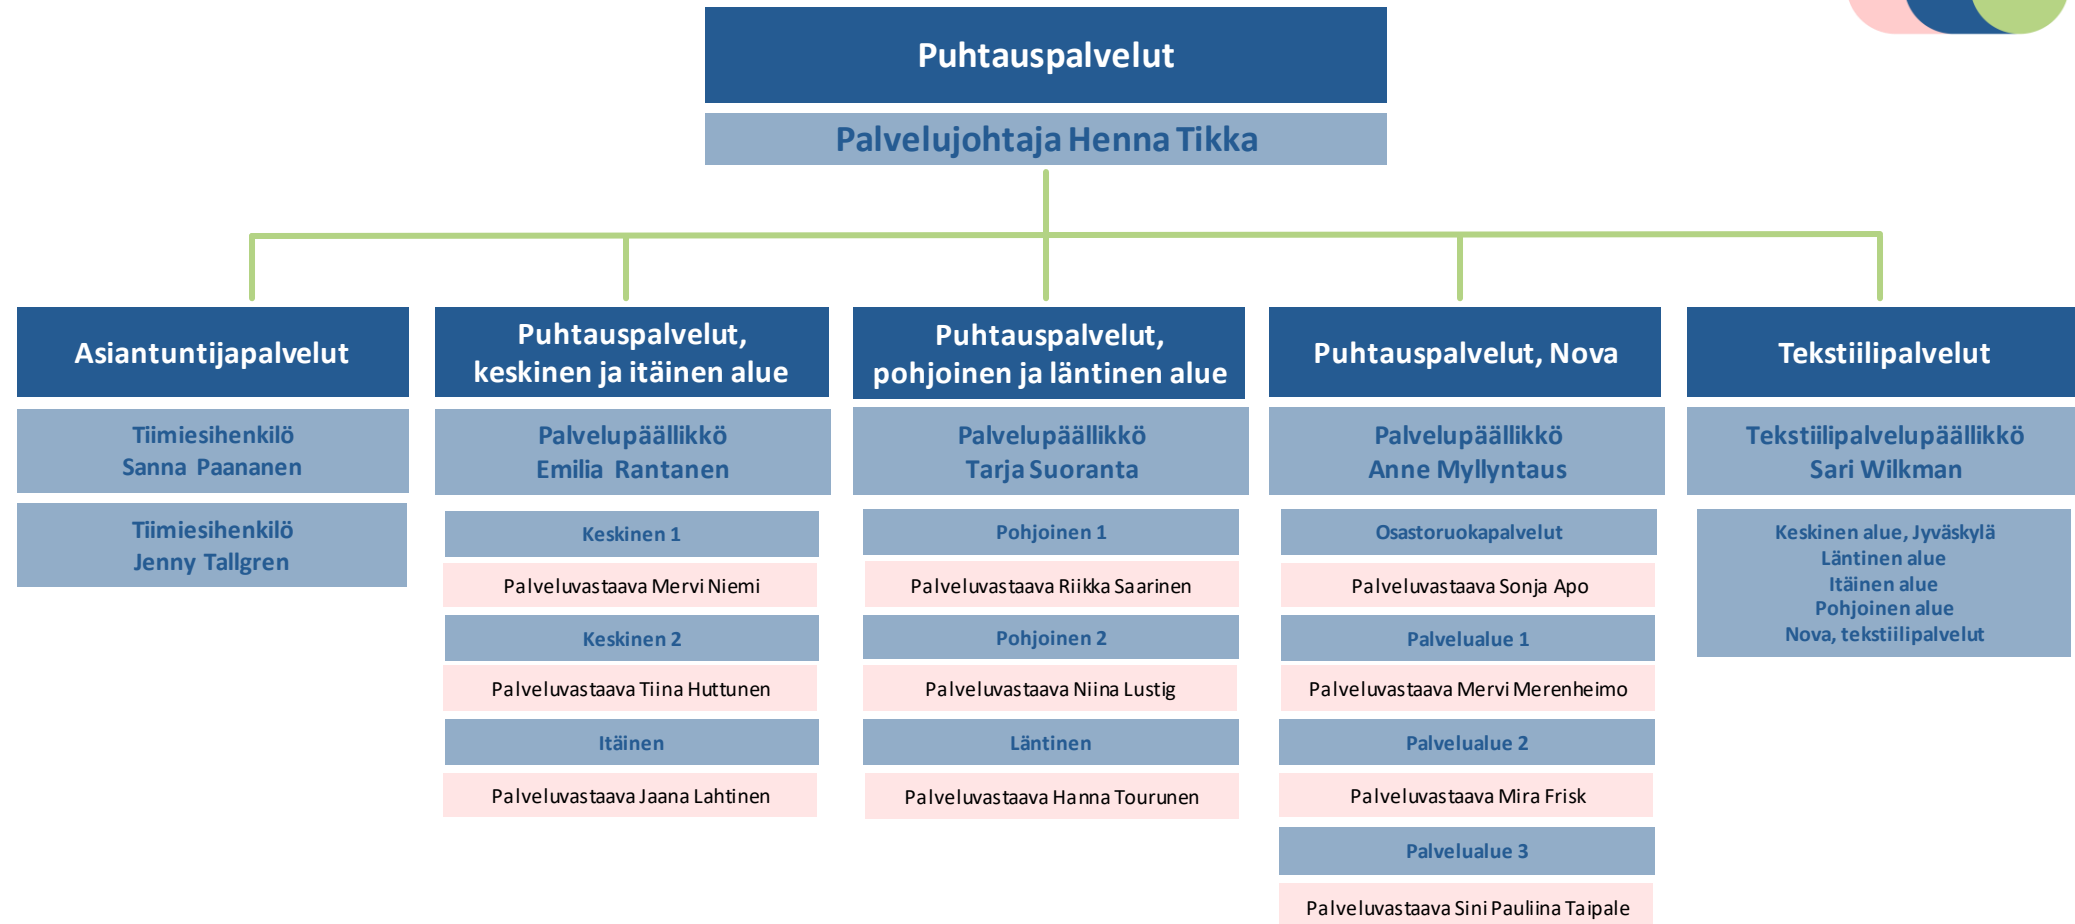 Puhtauspalvelut
Palvelujohtaja Henna Tikka
Asiantuntijapalvelut
Tiimiesihenkilö
Sanna Paananen
Tiimiesihenkilö
Jenny Tallgren
Puhtauspalvelut,
keskinen ja itäinen alue
Palvelupäällikkö
Emilia Rantanen
Keskinen 1
Palveluvastaava Mervi Niemi
Keskinen 2
Palveluvastaava Tiina Huttunen
Itäinen
Palveluvastaava Jaana Lahtinen
Puhtauspalvelut,
pohjoinen ja läntinen alue
Palvelupäällikkö
Tarja Suoranta
Pohjoinen 1
Palveluvastaava Riikka Saarinen
Pohjoinen 2
Palveluvastaava Niina Lustig
Läntinen
Palveluvastaava Hanna Tourunen
Puhtauspalvelut, Nova
Palvelupäällikkö
Anne Myllyntaus
Osastoruokapalvelut
Palveluvastaava Sonja Apo
Palvelualue 1
Palveluvastaava Mervi Merenheimo
Palvelualue 2
Palveluvastaava Mira Frisk
Palvelualue 3
Palveluvastaava Sini Pauliina Taipale
Tekstiilipalvelut
Tekstiilipalvelupäällikkö
Sari Wilkman
Keskinen alue, Jyväskylä
Läntinen alue
Itäinen alue
Pohjoinen alue
Nova, tekstiilipalvelut